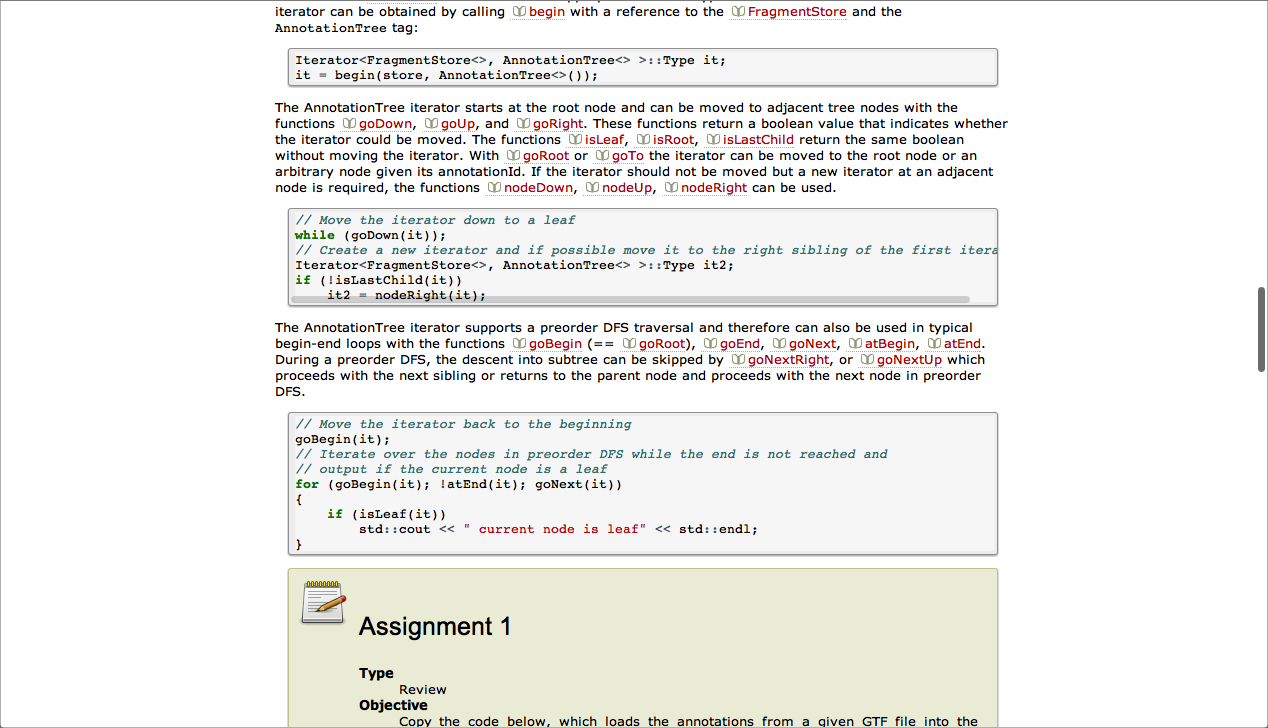 iterator can be obtained by calling begin with a reference to the FragmentStore and the
AnnotationTree tag:
Iterator<FragmentStore<>, AnnotationTree<> >::Type it;
it = begin(store, AnnotationTree<>());
The AnnotationTree iterator starts at the root node and can be moved to adjacent tree nodes with the
functions goDown, goUp, and goRight. These functions return a boolean value that indicates whether
the iterator could be moved. The functions isLeaf, isRoot, isLastChild return the same boolean
without moving the iterator. With goRoot or goTo the iterator can be moved to the root node or an
arbitrary node given its annotationId. If the iterator should not be moved but a new iterator at an adjacent
node is required, the functions nodeDown, nodeUp, nodeRight can be used.
// Move the iterator down to a leaf
while (goDown(it));
// Create a new iterator and if possible move it to the right sibling of the first itera
Iterator<FragmentStore<>, AnnotationTree<> >::Type it2;
if (!isLastChild(it))
    it2 = nodeRight(it);
The AnnotationTree iterator supports a preorder DFS traversal and therefore can also be used in typical
begin-end loops with the functions goBegin (== goRoot), goEnd, goNext, atBegin, atEnd.
During a preorder DFS, the descent into subtree can be skipped by goNextRight, or goNextUp which
proceeds with the next sibling or returns to the parent node and proceeds with the next node in preorder
DFS.
// Move the iterator back to the beginning
goBegin(it);
// Iterate over the nodes in preorder DFS while the end is not reached and
// output if the current node is a leaf
for (goBegin(it); !atEnd(it); goNext(it))
{
    if (isLeaf(it))
        std::cout << " current node is leaf" << std::endl;
}
Assignment 1
Type
Review
Objective
Copy the code below, which loads the annotations from a given GTF file into the